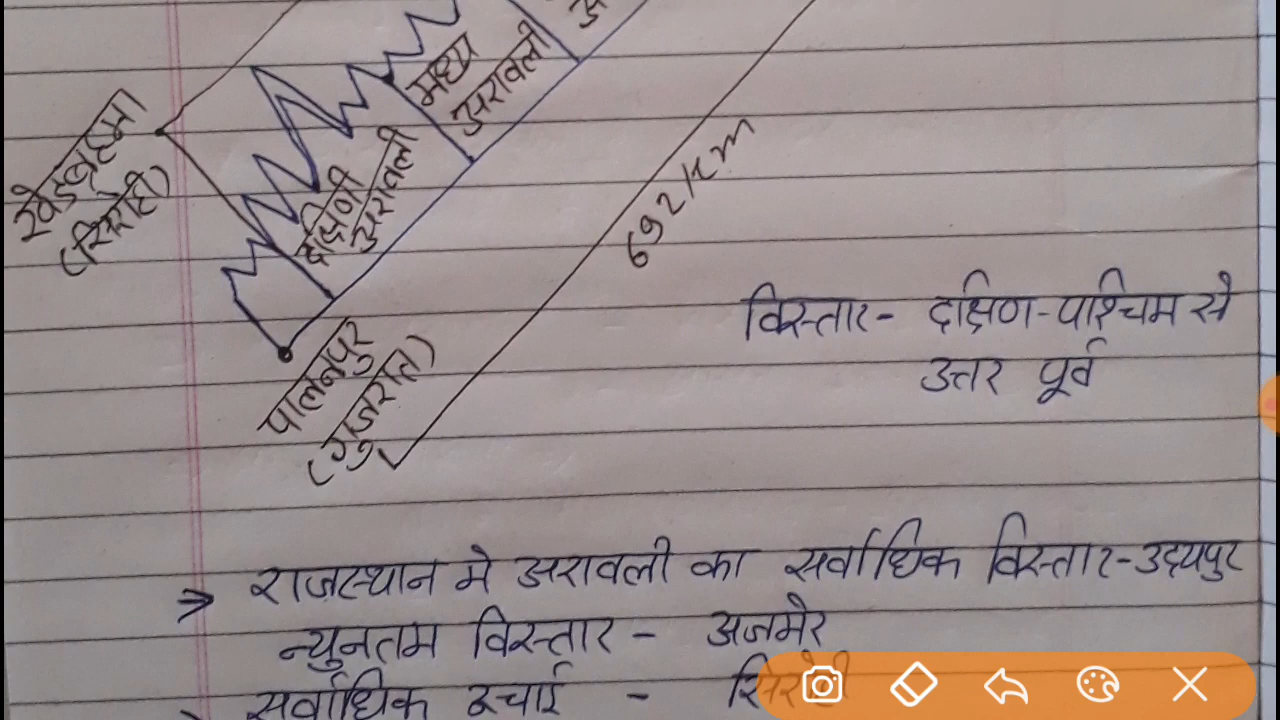 अ
मध्य
अरावली
खेडब्रह्मा
(सिरोही)
दक्षिणी
अरावली
692 km
पालनपुर
(गुजरात)
विस्तार - दक्षिण-पश्चिम से
उत्तर पूर्व
⇒ राजस्थान मे अरावली का सर्वाधिक विस्तार - उदयपुर
न्युनतम विस्तार - अजमेर
सर्वाधिक ऊचाई - सिरोही